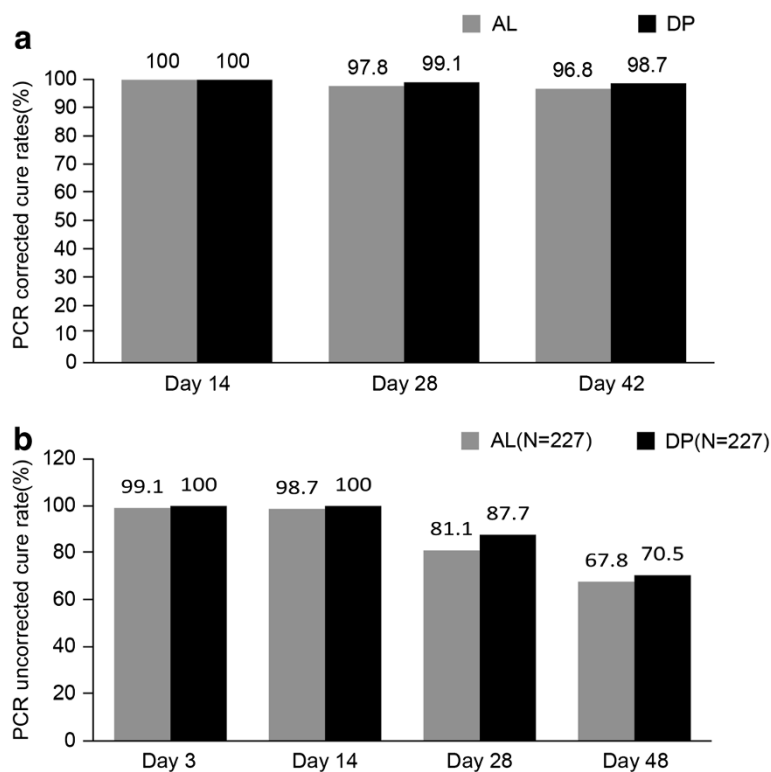 a
AL DP
PCR corrected cure rates(%)
100 100 97.8 99.1 96.8 98.7
100
90
80
70
60
50
40
30
20
10
0
Day 14 Day 28 Day 42
b
AL(N=227) DP(N=227)
PCR uncorrected cure rate(%)
99.1 100 98.7 100 81.1 87.7 67.8 70.5
120
100
80
60
40
20
0
Day 3 Day 14 Day 28 Day 48